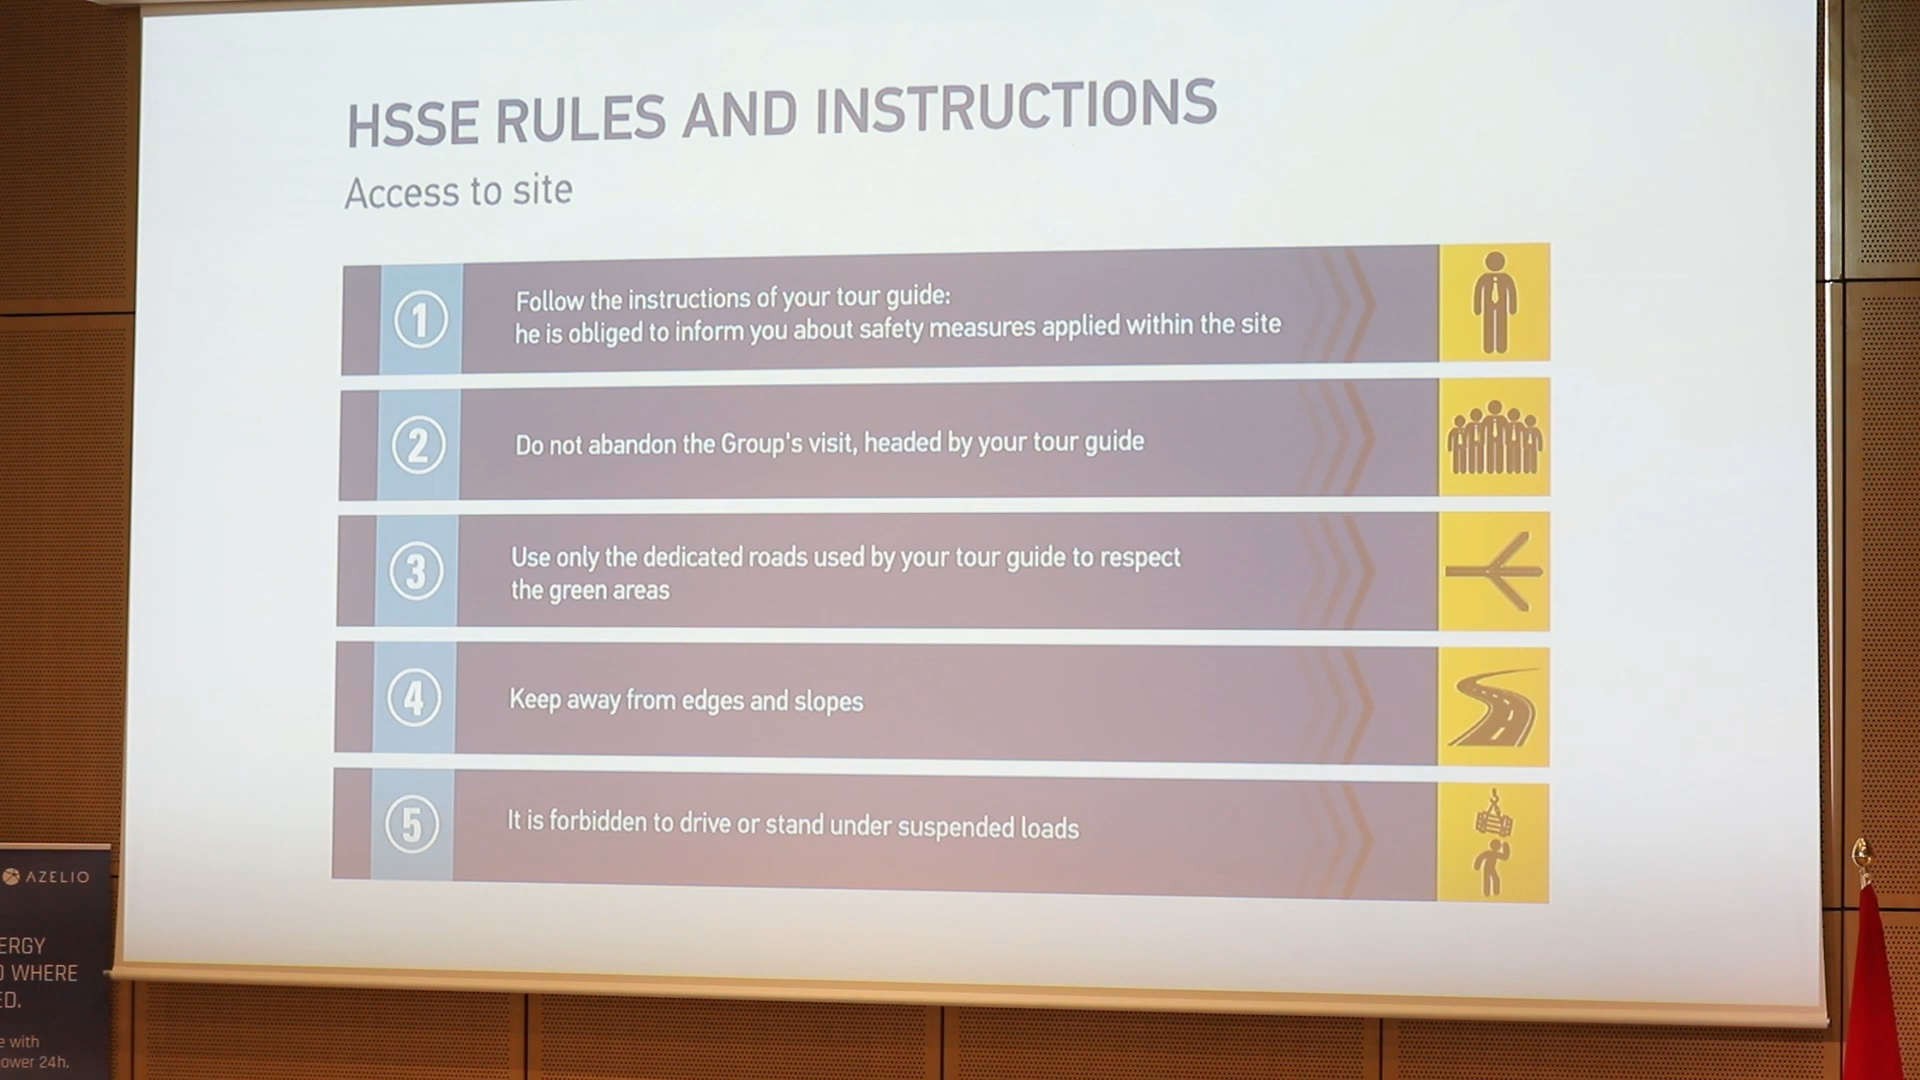 HSSE RULES AND INSTRUCTIONS
Access to site
1
Follow the instructions of your tour guide:
he is obliged to inform you about safety measures applied within the site
2
Do not abandon the Group's visit, headed by your tour guide
3
Use only the dedicated roads used by your tour guide to respect
the green areas
4
Keep away from edges and slopes
5
It is forbidden to drive or stand under suspended loads
AZELIO
WHERE
with
24h.